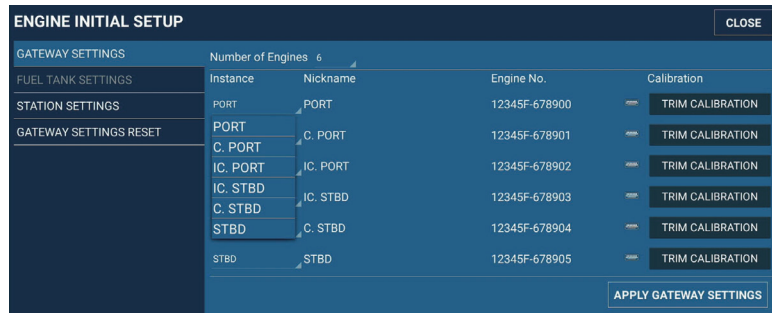 ENGINE INITIAL SETUP
CLOSE
GATEWAY SETTINGS
FUEL TANK SETTINGS
STATION SETTINGS
GATEWAY SETTINGS RESET
Number of Engines 6
Instance Nickname Engine No. Calibration
PORT PORT 12345F-678900 TRIM CALIBRATION
C. PORT 12345F-678901 TRIM CALIBRATION
IC. PORT 12345F-678902 TRIM CALIBRATION
IC. STBD 12345F-678903 TRIM CALIBRATION
C. STBD 12345F-678904 TRIM CALIBRATION
STBD STBD 12345F-678905 TRIM CALIBRATION
PORT
C. PORT
IC. PORT
IC. STBD
C. STBD
STBD
APPLY GATEWAY SETTINGS